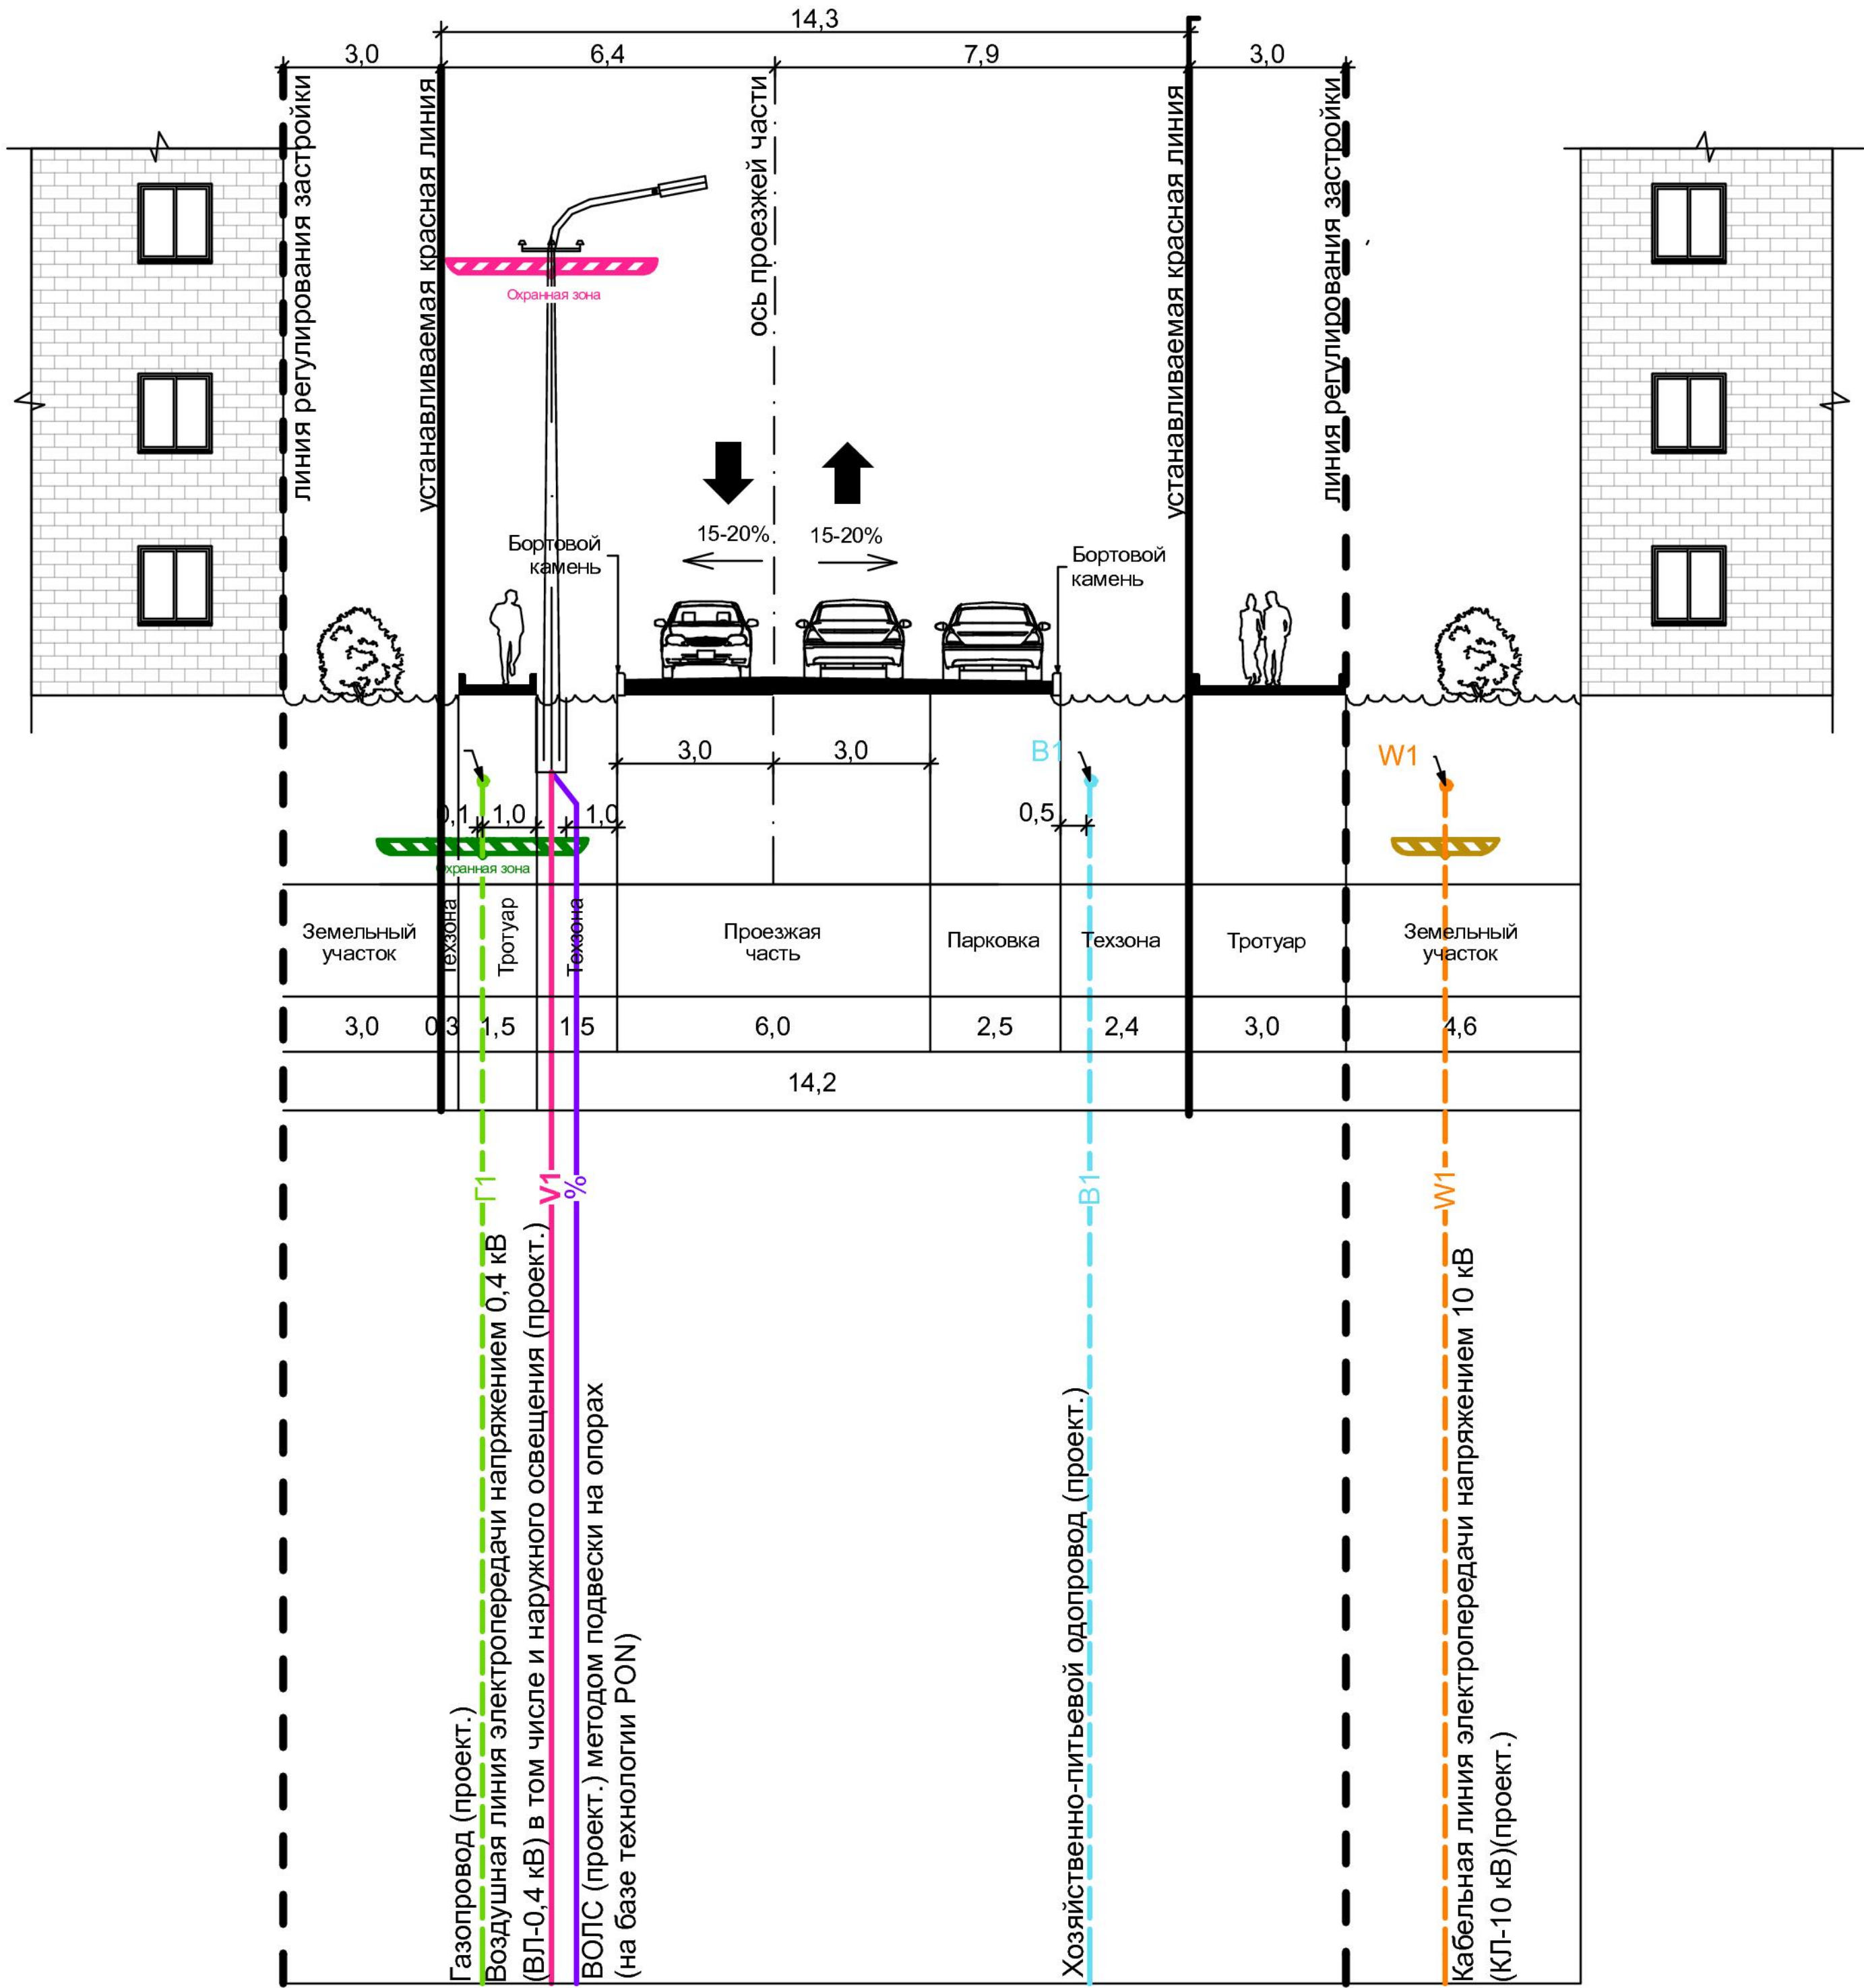 14,3
3,0
6,4
7,9
3,0
линия регулирования застройки
устанавливаемая красная линия
ось проезжей части
устанавливаемая красная линия
линия регулирования застройки
Охранная зона
15-20%
15-20%
Бортовой
камень
Бортовой
камень
3,0
3,0
В1
W1
0,1
1,0
1,0
0,5
Охранная зона
Земельный
участок
Техзона
Тротуар
Техзона
Проезжая
часть
Парковка
Техзона
Тротуар
Земельный
участок
3,0
0,3
1,5
1,5
6,0
2,5
2,4
3,0
4,6
14,2
Г1
V1
%
В1
W1
Газопровод (проект.)
Воздушная линия электропередачи напряжением 0,4 кВ
(ВЛ-0,4 кВ) в том числе и наружного освещения (проект.)
ВОЛС (проект.) методом подвески на опорах
(на базе технологии PON)
Хозяйственно-питьевой одопровод (проект.)
Кабельная линия электропередачи напряжением 10 кВ
(КЛ-10 кВ)(проект.)